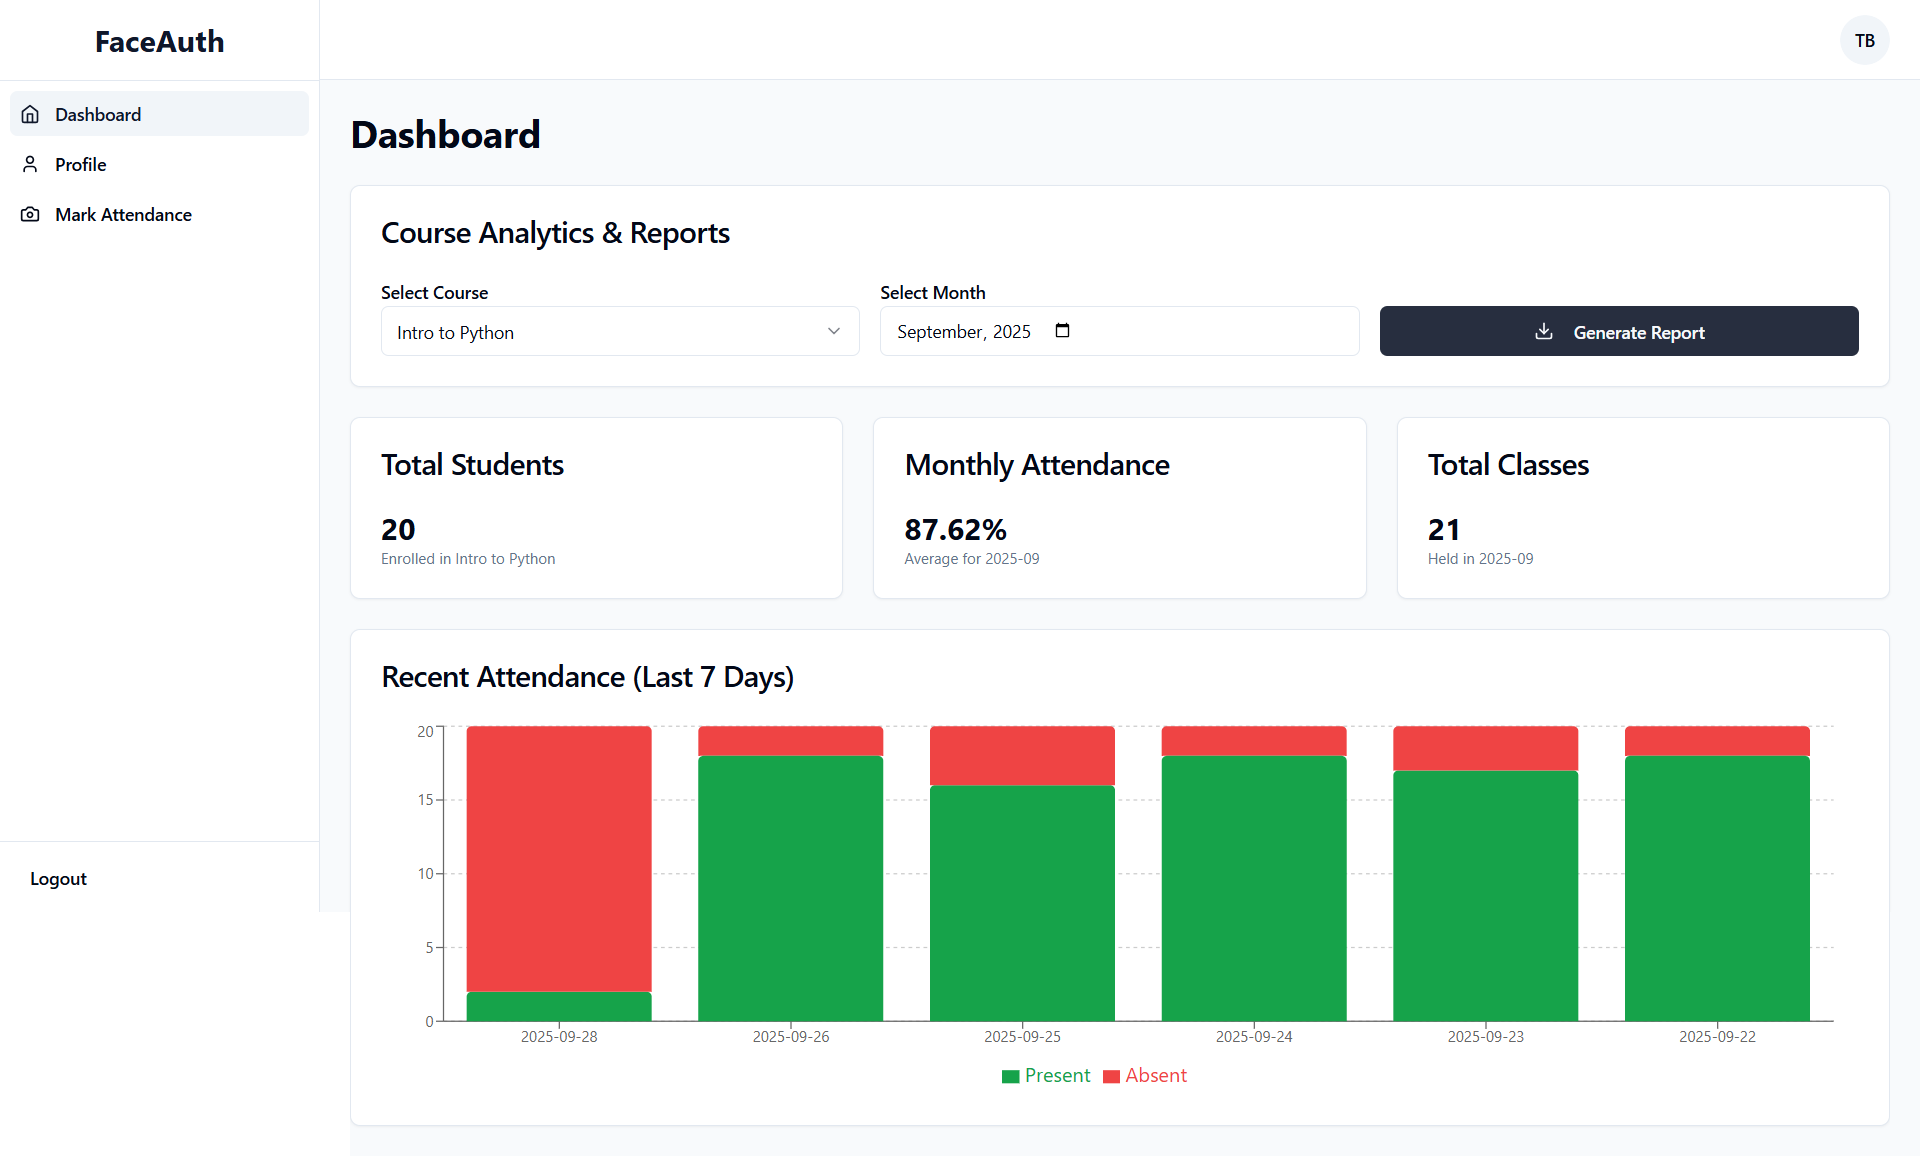 FaceAuth
TB
Dashboard
Profile
Mark Attendance
Logout
Dashboard
Course Analytics & Reports
Select Course
Intro to Python
Select Month
September, 2025
Generate Report
Total Students
20
Enrolled in Intro to Python
Monthly Attendance
87.62%
Average for 2025-09
Total Classes
21
Held in 2025-09
Recent Attendance (Last 7 Days)
20
15
10
5
0
2025-09-28
2025-09-26
2025-09-25
2025-09-24
2025-09-23
2025-09-22
Present
Absent